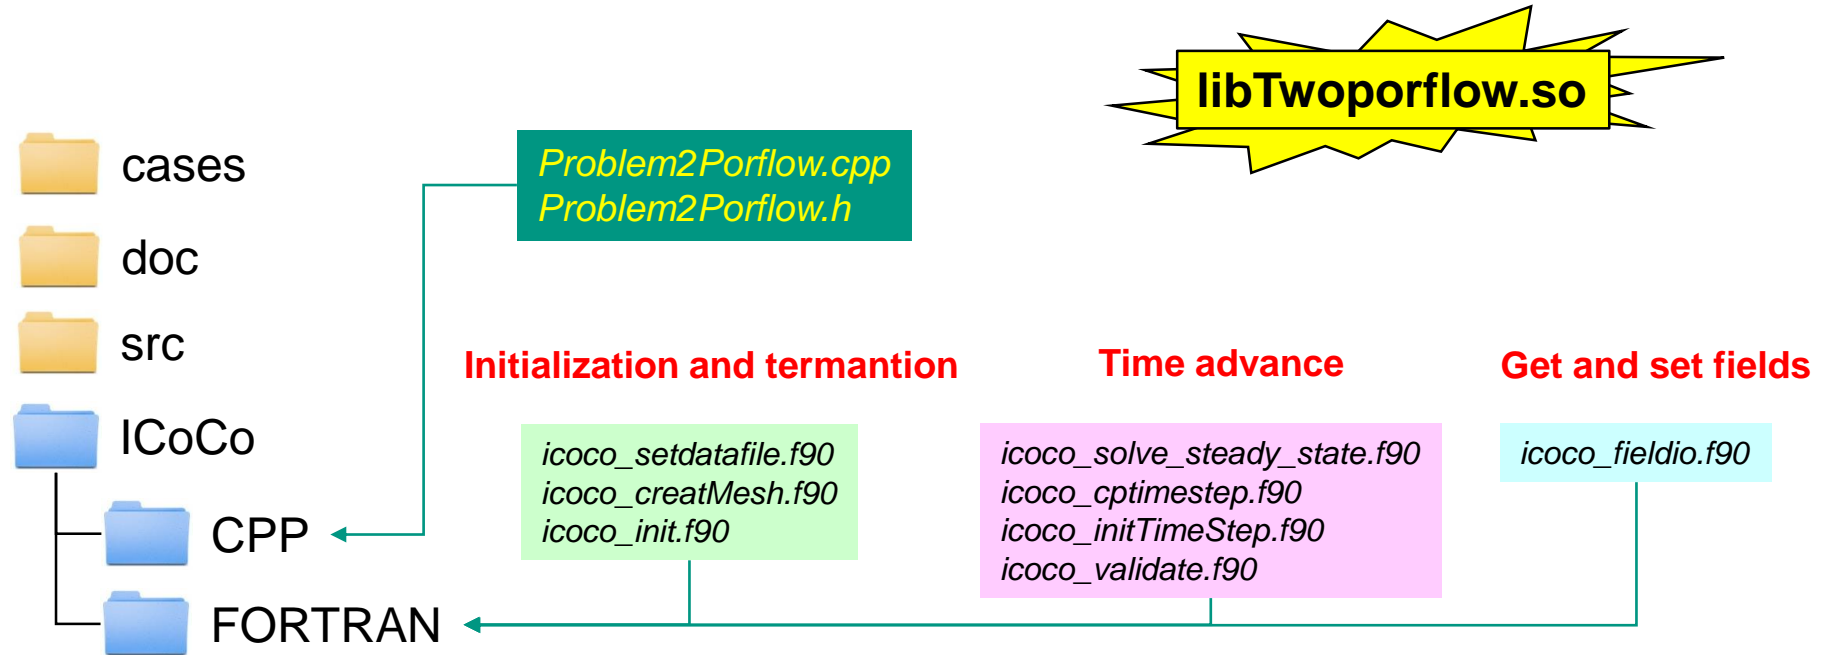 libTwoporflow.so
cases
doc
src
ICoCo
CPP
FORTRAN
Problem2Porflow.cpp
Problem2Porflow.h
Initialization and termantion
icoco_setdatafile.f90
icoco_creatMesh.f90
icoco_init.f90
Time advance
icoco_solve_steady_state.f90
icoco_cptimestep.f90
icoco_initTimeStep.f90
icoco_validate.f90
Get and set fields
icoco_fieldio.f90